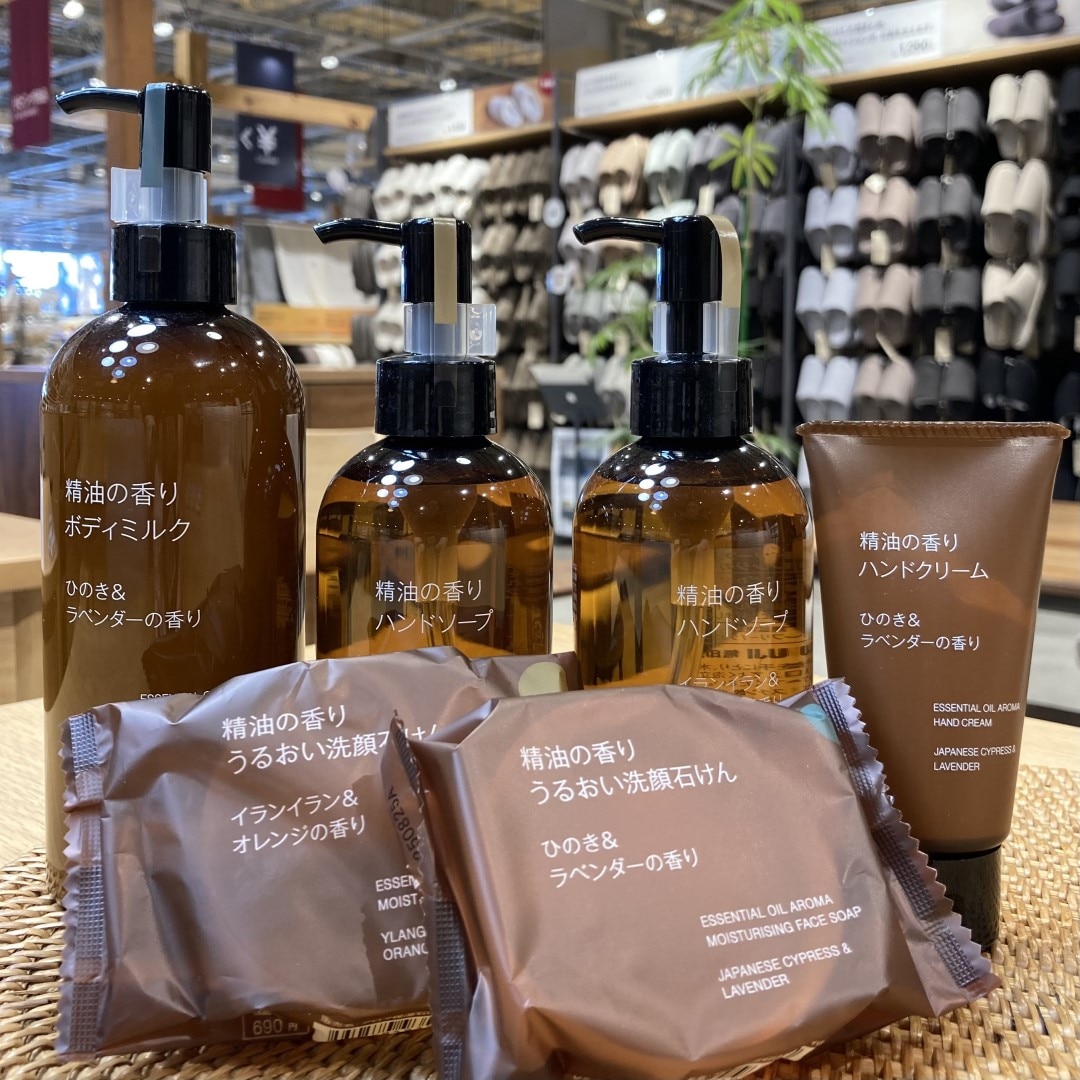 精油の香り
ボディミルク
ひのき&
ラベンダーの香り
精油の香り
ハンドソープ
精油の香り
ハンドソープ
イランイラン&
精油の香り
ハンドクリーム
ひのき&
ラベンダーの香り
ESSENTIAL OIL AROMA
HAND CREAM
JAPANESE CYPRESS &
LAVENDER
精油の香り
うるおい洗顔石けん
イランイラン&
オレンジの香り
YLANG
690円
精油の香り
うるおい洗顔石けん
ひのき&
ラベンダーの香り
ESSENTIAL OIL AROMA
MOISTURISING FACE SOAP
JAPANESE CYPRESS &
LAVENDER